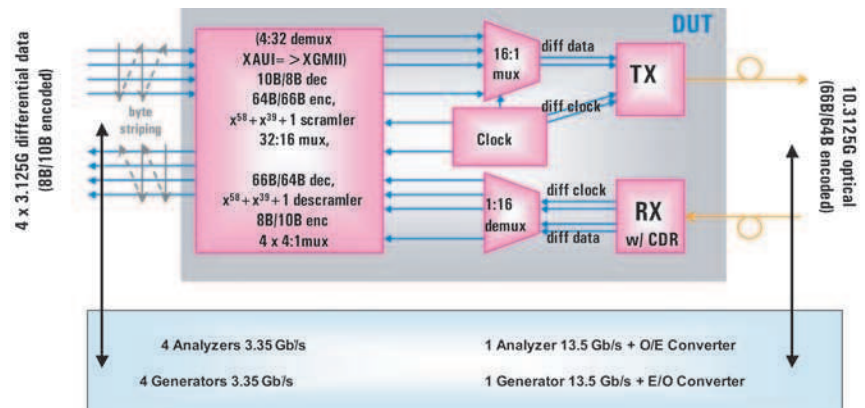 DUT
4 x 3.125G differential data
(8B/10B encoded)
byte
striping
(4:32 demux
XAUI= > XGMII)
10B/8B dec
64B/66B enc,
x⁵⁸+x³⁹+1 scramler
32:16 mux,
66B/64B dec,
x⁵⁸+x³⁹+1 descramler
8B/10B enc
4 x 4:1mux
16:1
mux
diff data
TX
diff clock
Clock
1:16
demux
diff clock
diff data
RX
w/ CDR
10.3125G optical
(66B/64B encoded)
4 Analyzers 3.35 Gb/s
1 Analyzer 13.5 Gb/s + O/E Converter
4 Generators 3.35 Gb/s
1 Generator 13.5 Gb/s + E/O Converter